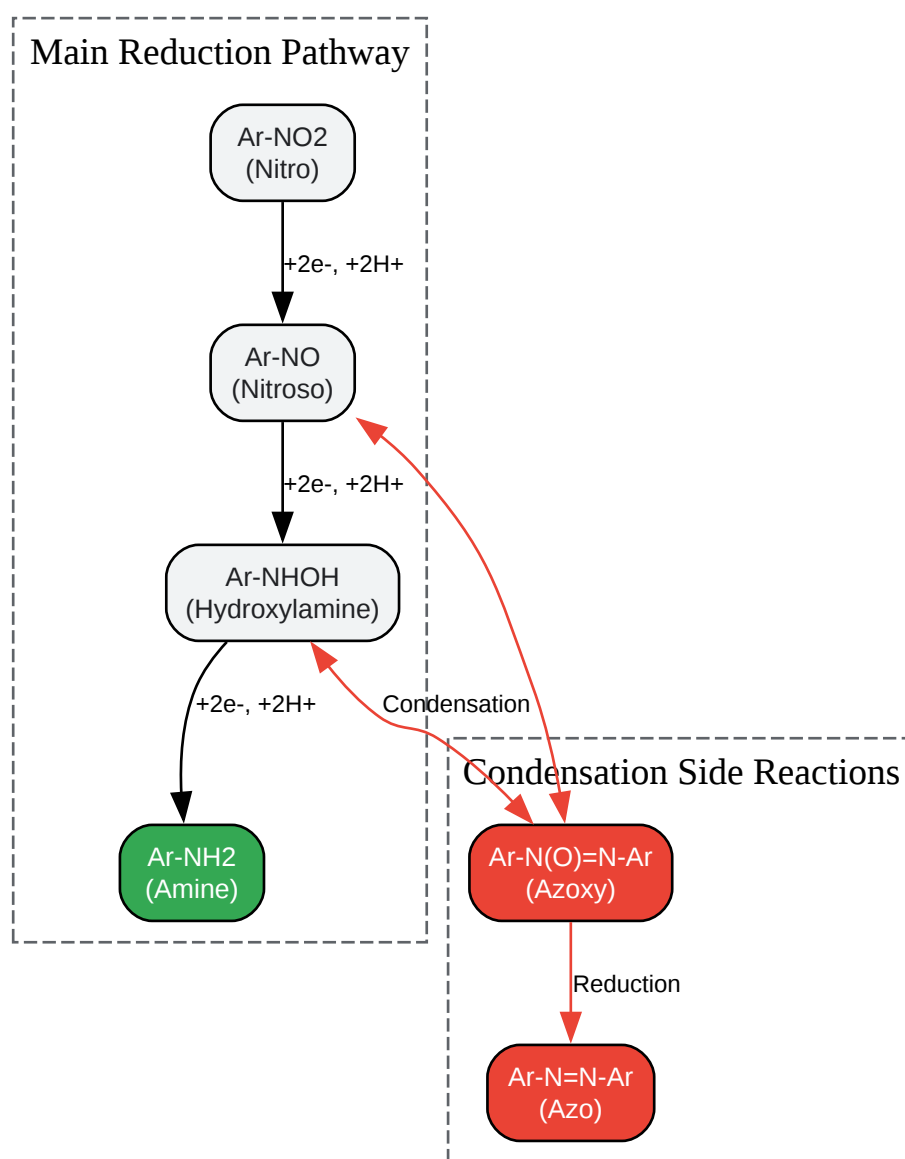 Main Reduction Pathway
Ar-NO2
(Nitro)
+2e-, +2H+
Ar-NO
(Nitroso)
+2e-, +2H+
Ar-NHOH
(Hydroxylamine)
+2e-, +2H+
Condensation
Condensation Side Reactions
Ar-NH2
(Amine)
Ar-N(O)=N-Ar
(Azoxy)
Reduction
Ar-N=N-Ar
(Azo)